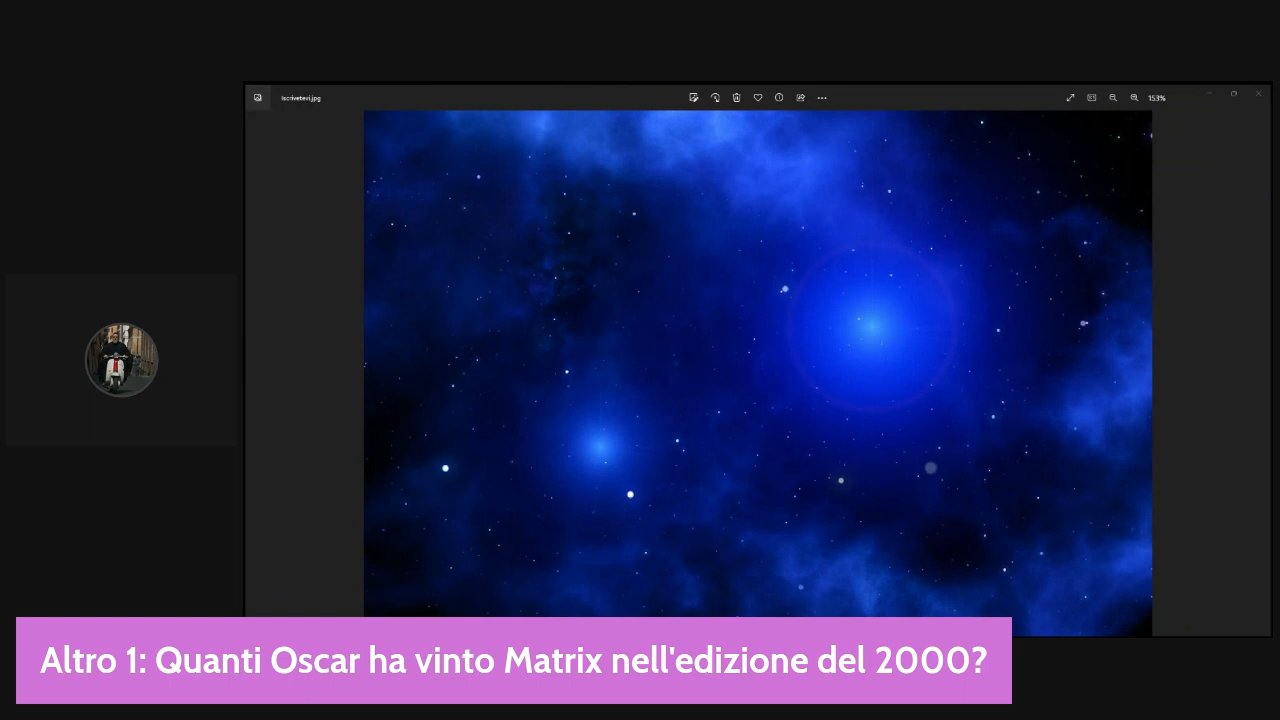 Iscrivetevi.jpg
153%
Altro 1: Quanti Oscar ha vinto Matrix nell'edizione del 2000?